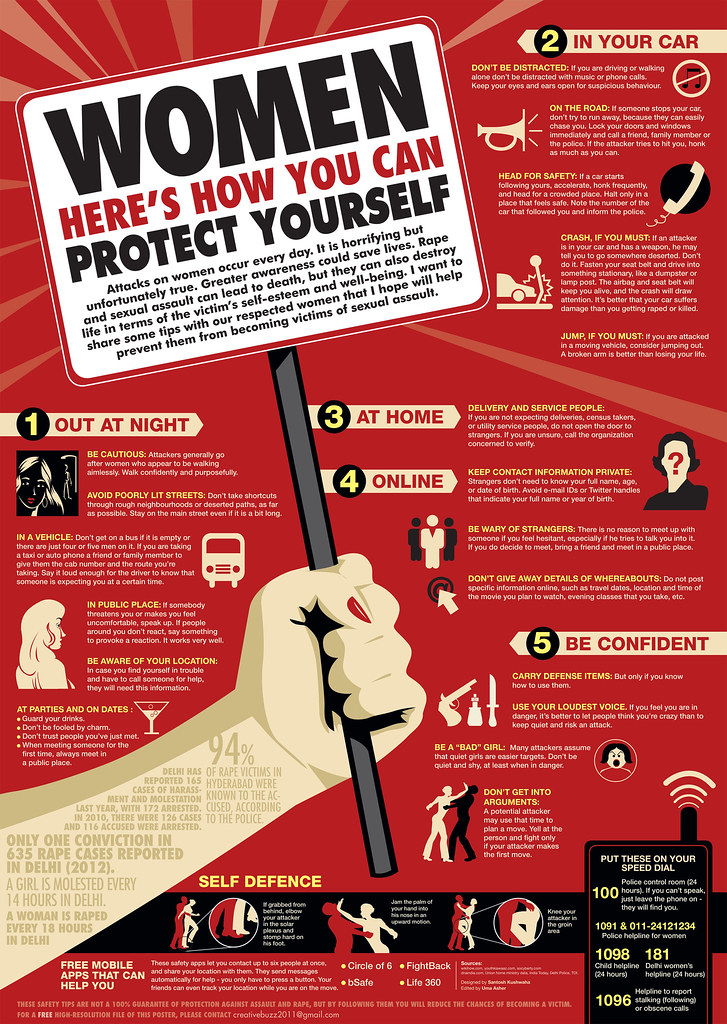 WOMEN
HERE'S HOW YOU CAN
PROTECT YOURSELF
Attacks on women occur every day. It is horrifying but
unfortunately true. Greater awareness could save lives. Rape
and sexual assault can lead to death, but they can also destroy
life in terms of the victim's self-esteem and well-being. I want to
share some tips with our respected women that I hope will help
prevent them from becoming victims of sexual assault.
1 OUT AT NIGHT
BE CAUTIOUS: Attackers generally go
after women who appear to be walking
aimlessly. Walk confidently and purposefully.
AVOID POORLY LIT STREETS: Don't take shortcuts
through rough neighbourhoods or deserted paths, as far
as possible. Stay on the main street even if it is a bit long.
IN A VEHICLE: Don't get on a bus if it is empty or
there are just four or five men on it. If you are taking
a taxi or auto phone a friend or family member to
give them the cab number and the route you're
taking. Say it loud enough for the driver to know that
someone is expecting you at a certain time.
IN PUBLIC PLACE: If somebody
threatens you or makes you feel
uncomfortable, speak up. If people
around you don't react, say something
to provoke a reaction. It works very well.
BE AWARE OF YOUR LOCATION:
In case you find yourself in trouble
and have to call someone for help,
they will need this information.
AT PARTIES AND ON DATES :
• Guard your drinks.
• Don't be fooled by charm.
• Don't trust people you've just met.
• When meeting someone for the
first time, always meet in
a public place.
2 IN YOUR CAR
DON'T BE DISTRACTED: If you are driving or walking
alone don't be distracted with music or phone calls.
Keep your eyes and ears open for suspicious behaviour.
ON THE ROAD: If someone stops your car,
don't try to run away, because they can easily
chase you. Lock your doors and windows
immediately and call a friend, family member or
the police. If the attacker tries to hit you, honk
as much as you can.
HEAD FOR SAFETY: If a car starts
following yours, accelerate, honk frequently,
and head for a crowded place. Halt only in a
place that feels safe. Note the number of the
car that followed you and inform the police.
CRASH, IF YOU MUST: If an attacker
is in your car and has a weapon, he may
tell you to go somewhere deserted. Don't
do it. Fasten your seat belt and drive into
something stationary, like a dumpster or
lamp post. The airbag and seat belt will
keep you alive, and the crash will draw
attention. It's better that your car suffers
damage than you getting raped or killed.
JUMP, IF YOU MUST: If you are attacked
in a moving vehicle, consider jumping out.
A broken arm is better than losing your life.
3 AT HOME
DELIVERY AND SERVICE PEOPLE:
If you are not expecting deliveries, census takers,
or utility service people, do not open the door to
strangers. If you are unsure, call the organization
concerned to verify.
?
4 ONLINE
KEEP CONTACT INFORMATION PRIVATE:
Strangers don't need to know your full name, age,
or date of birth. Avoid e-mail IDs or Twitter handles
that indicate your full name or year of birth.
BE WARY OF STRANGERS: There is no reason to meet up with
someone if you feel hesitant, especially if he tries to talk you into it.
If you do decide to meet, bring a friend and meet in a public place.
DON'T GIVE AWAY DETAILS OF WHEREABOUTS: Do not post
specific information online, such as travel dates, location and time of
the movie you plan to watch, evening classes that you take, etc.
5 BE CONFIDENT
CARRY DEFENSE ITEMS: But only if you know
how to use them.
USE YOUR LOUDEST VOICE. If you feel you are in
danger, it's better to let people think you're crazy than to
keep quiet and risk an attack.
BE A "BAD" GIRL: Many attackers assume
that quiet girls are easier targets. Don't be
quiet and shy, at least when in danger.
DON'T GET INTO
ARGUMENTS:
A potential attacker
may use that time to
plan a move. Yell at the
person and fight only
if your attacker makes
the first move.
94%
OF RAPE VICTIMS IN
HYDERABAD WERE
KNOWN TO THE AC-
CUSED, ACCORDING
TO THE POLICE.
DELHI HAS
REPORTED 165
CASES OF HARASS-
MENT AND MOLESTATION
LAST YEAR, WITH 172 ARRESTED.
IN 2010, THERE WERE 126 CASES
AND 116 ACCUSED WERE ARRESTED.
ONLY ONE CONVICTION IN
635 RAPE CASES REPORTED
IN DELHI (2012).
A GIRL IS MOLESTED EVERY
14 HOURS IN DELHI.
A WOMAN IS RAPED
EVERY 18 HOURS
IN DELHI
SELF DEFENCE
If grabbed from
behind, elbow
your attacker
in the solar
plexus and
stomp hard on
his foot.
Jam the palm of
your hand into
his nose in an
upward motion.
Knee your
attacker in
the groin
area
PUT THESE ON YOUR
SPEED DIAL
100 Police control room (24
hours). If you can't speak,
just leave the phone on -
they will find you.
1091 & 011-24121234
Police helpline for women
1098
Child helpline
(24 hours)
181
Delhi women's
helpline (24 hours)
1096 Helpline to report
stalking (following)
or obscene calls
FREE MOBILE
APPS THAT CAN
HELP YOU
These safety apps let you contact up to six people at once,
and share your location with them. They send messages
automatically for help - you only have to press a button. Your
friends can even track your location while you are on the move.
• Circle of 6 • FightBack
• bSafe • Life 360
Sources:
Designed by Santosh Kushwaha
Edited by Uma Asher
THESE SAFETY TIPS ARE NOT A 100% GUARANTEE OF PROTECTION AGAINST ASSAULT AND RAPE, BUT BY FOLLOWING THEM YOU WILL REDUCE THE CHANCES OF BECOMING A VICTIM.
FOR A FREE HIGH-RESOLUTION FILE OF THIS POSTER, PLEASE CONTACT creativebuzz2011@gmail.com